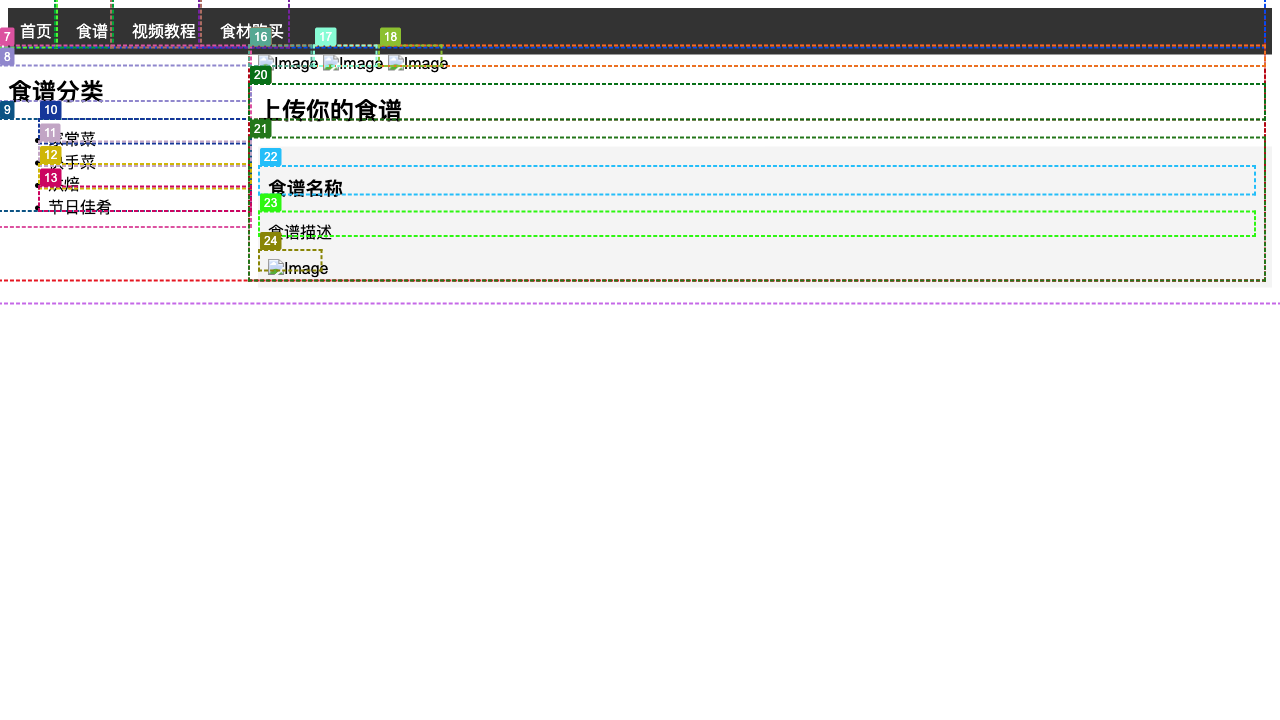 首页 食谱 视频教程 食材购买
7 16 17 18
Image Image Image
8
20
食谱分类
上传你的食谱
9 10
21
11 家常菜
12 快手菜
22
13 烘焙
食谱名称
23
节日佳肴
食谱描述
24
Image